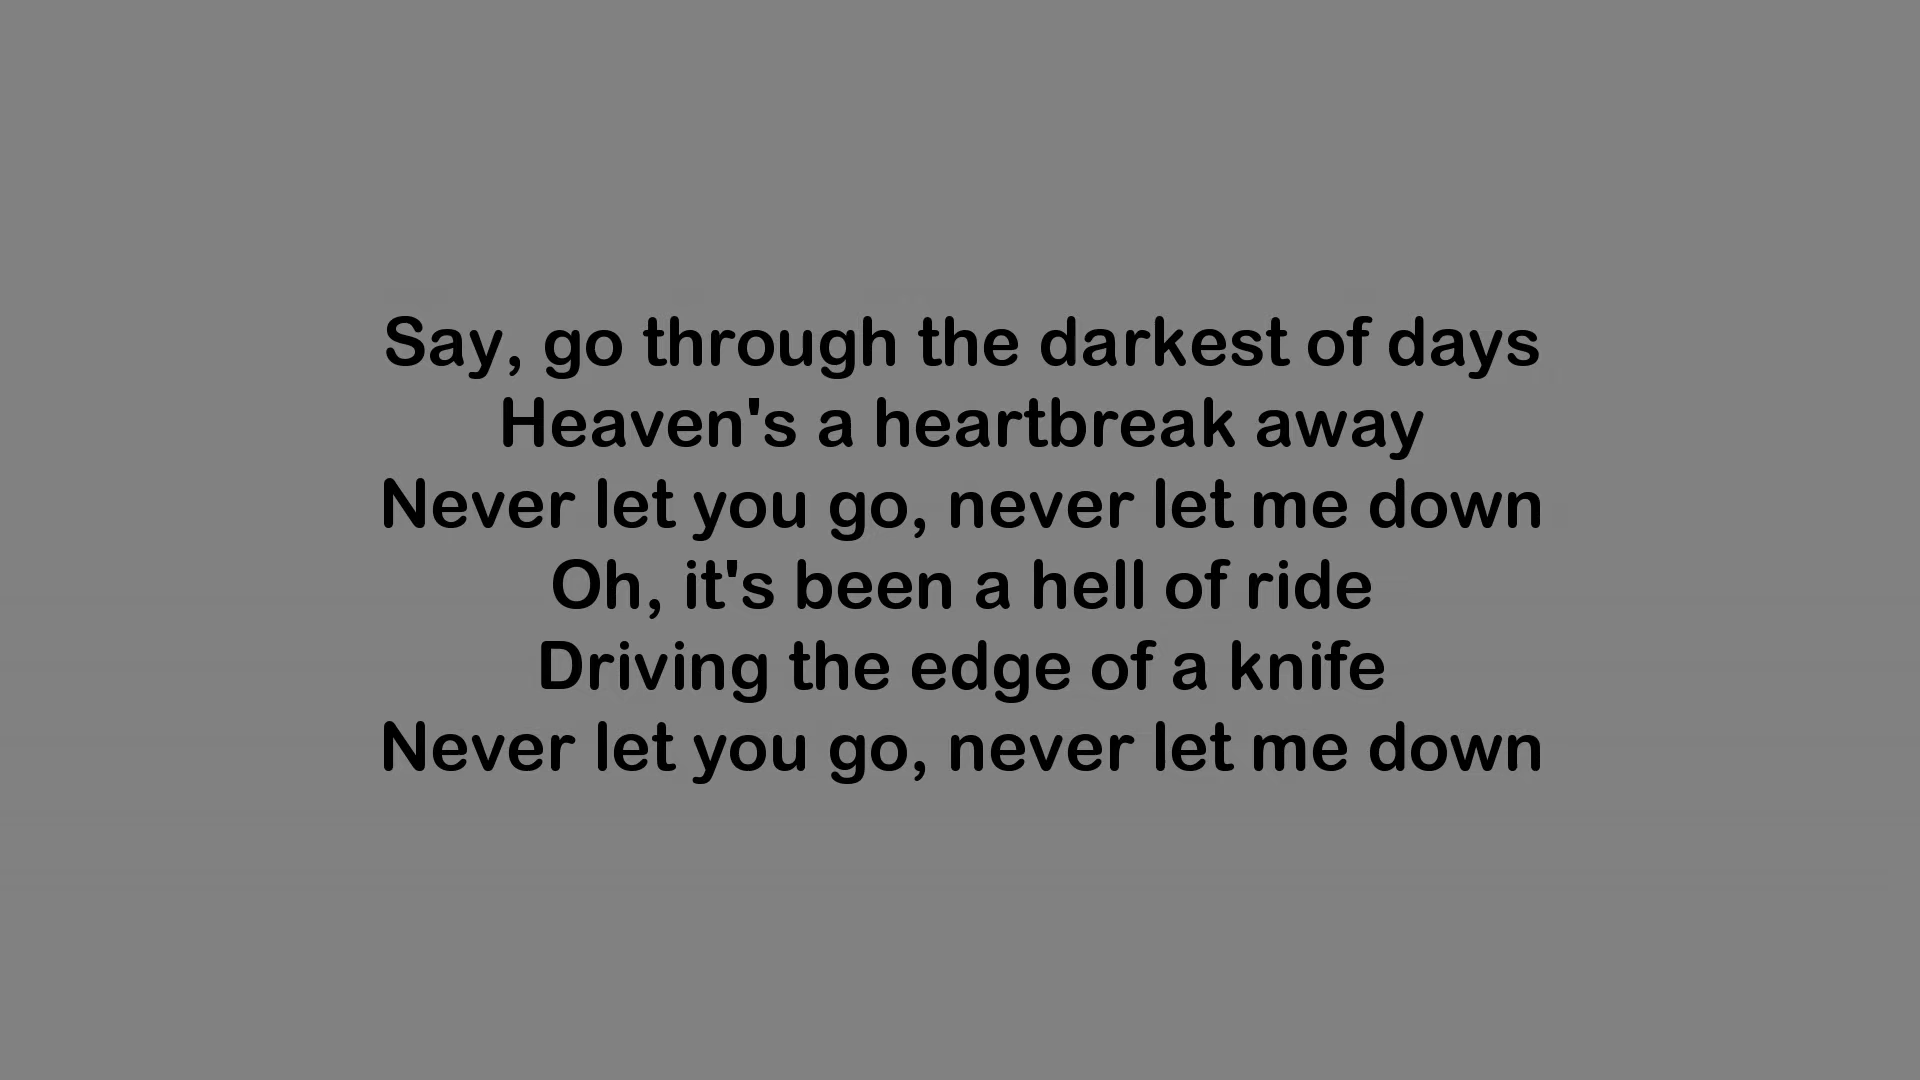 Say, go through the darkest of days
Heaven's a heartbreak away
Never let you go, never let me down
Oh, it's been a hell of ride
Driving the edge of a knife
Never let you go, never let me down